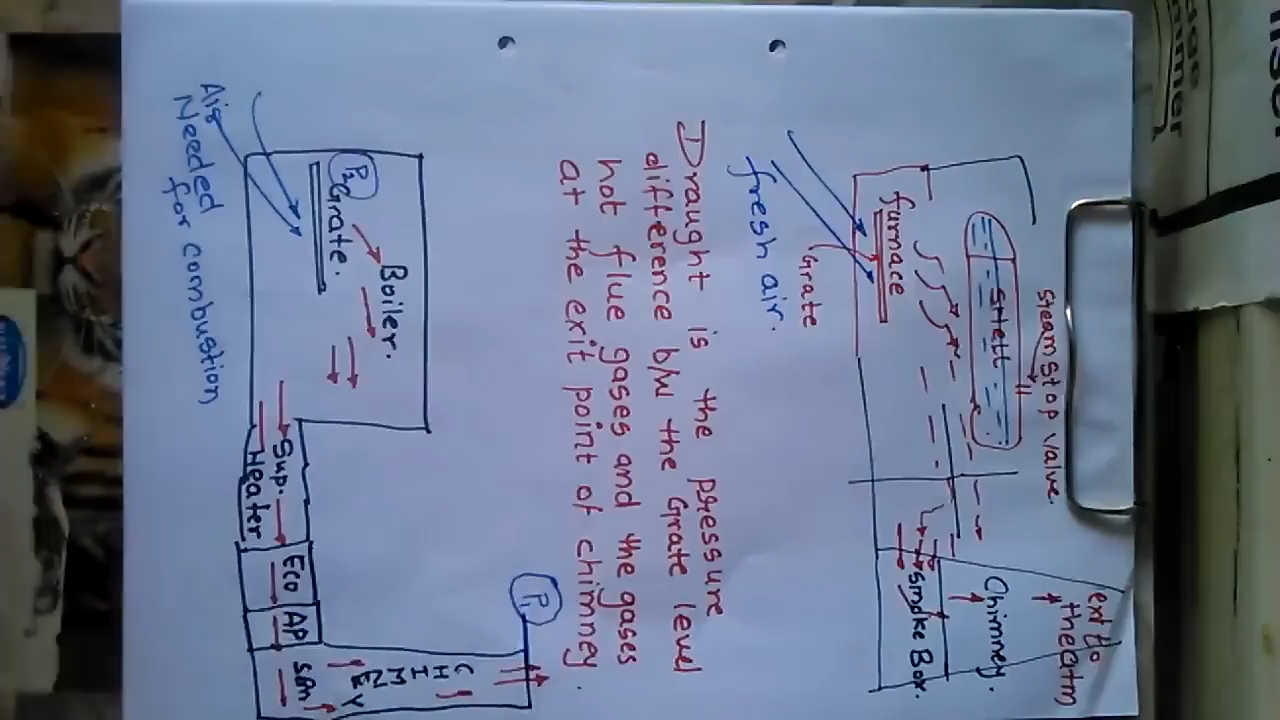 steam stop valve.
ext to
the atm
shell
Chimney.
furnace
smoke Box.
Grate
fresh air.
Draught is the pressure
difference b/w the Grate level
hot flue gases and the gases
at the exit point of chimney.
P1
Boiler.
P2
Grate.
CHIMNEY
Sup.
Heater
Eco
AP
Air
Needed
for combustion